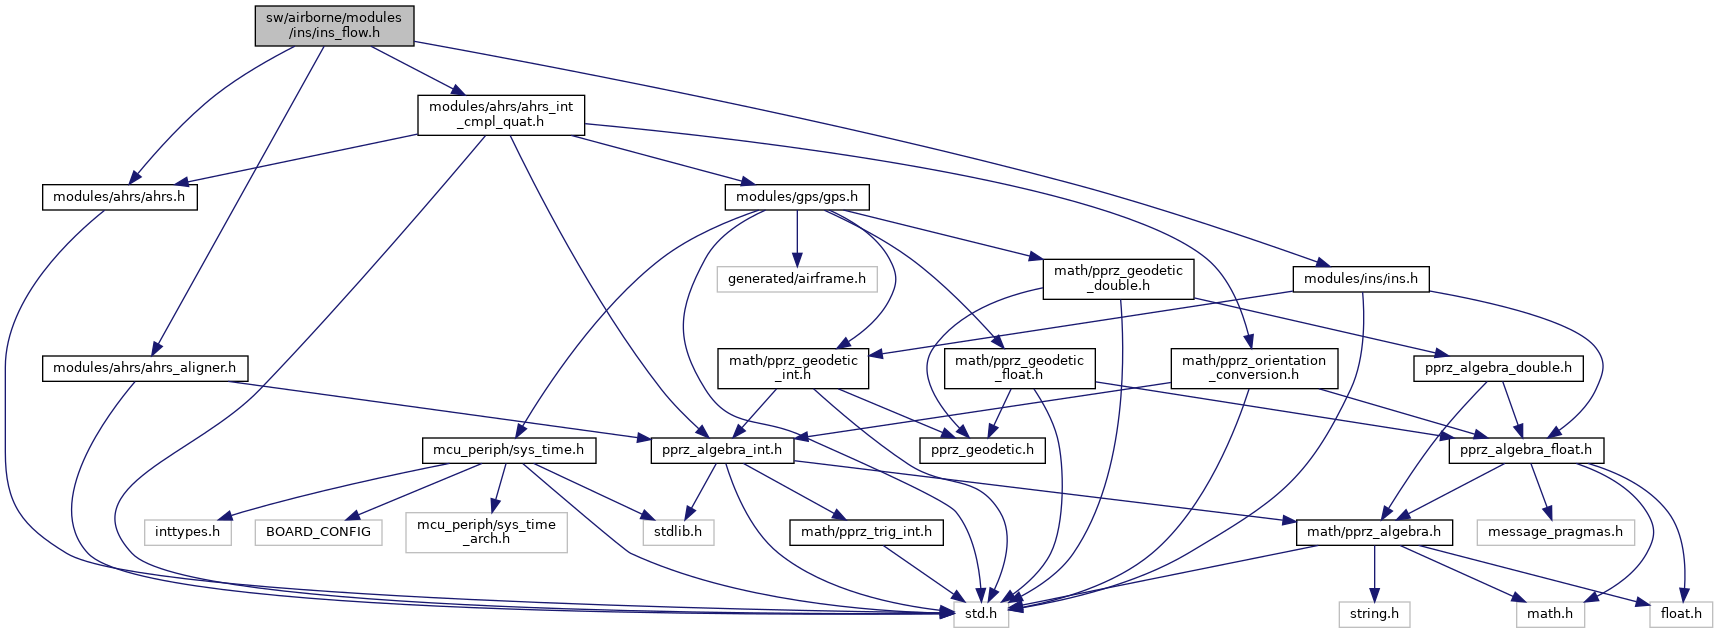 sw/airborne/modules
/ins/ins_flow.h
modules/ahrs/ahrs_int
_cmpl_quat.h
modules/ahrs/ahrs.h
modules/gps/gps.h
generated/airframe.h
math/pprz_geodetic
_double.h
modules/ins/ins.h
modules/ahrs/ahrs_aligner.h
math/pprz_geodetic
_int.h
math/pprz_geodetic
_float.h
math/pprz_orientation
_conversion.h
pprz_algebra_double.h
mcu_periph/sys_time.h
pprz_algebra_int.h
pprz_geodetic.h
pprz_algebra_float.h
inttypes.h
BOARD_CONFIG
mcu_periph/sys_time
_arch.h
stdlib.h
math/pprz_trig_int.h
math/pprz_algebra.h
message_pragmas.h
std.h
string.h
math.h
float.h